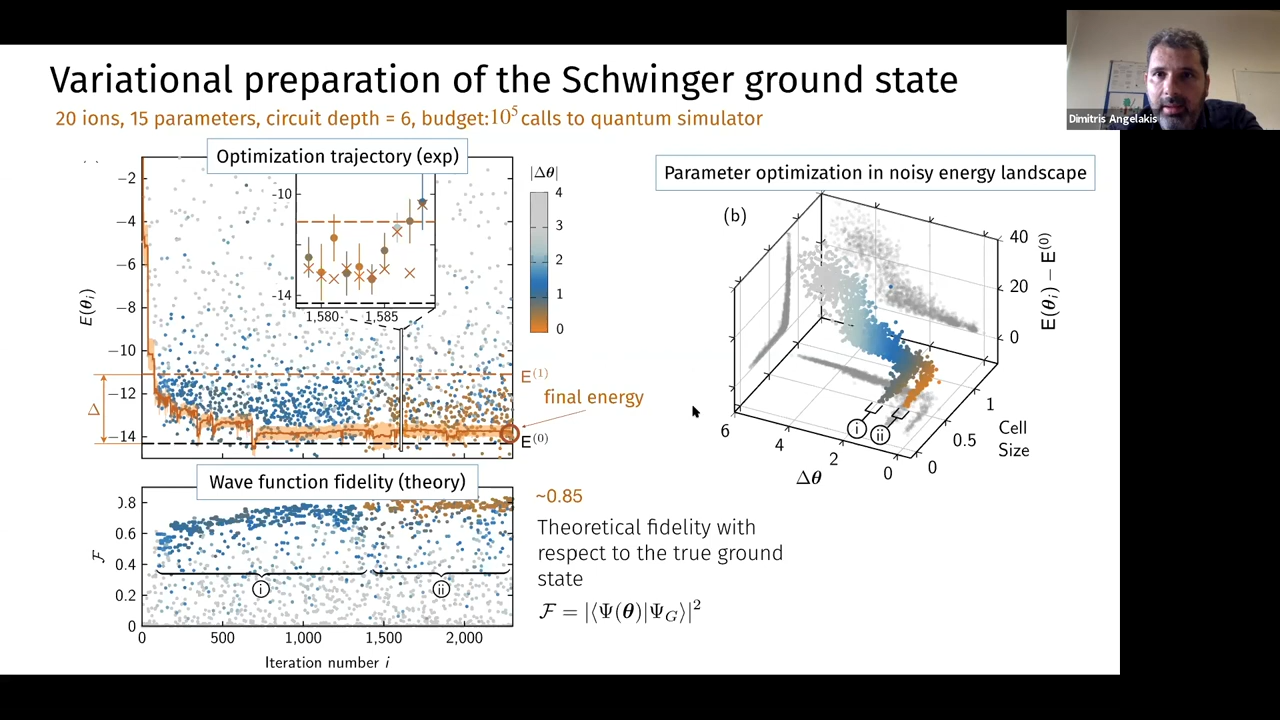 Variational preparation of the Schwinger ground state
20 ions, 15 parameters, circuit depth = 6, budget:10⁵ calls to quantum simulator
Dimitris Angelakis
Optimization trajectory (exp)
E(θᵢ)
−2
−4
−6
−8
−10
−12
−14
Δ
-10
-14
1,580
1,585
|Δθ|
4
3
2
1
0
E⁽¹⁾
final energy
E⁽⁰⁾
Wave function fidelity (theory)
ℱ
0.8
0.6
0.4
0.2
0
i
ii
0
500
1,000
1,500
2,000
Iteration number i
~0.85
Theoretical fidelity with
respect to the true ground
state
ℱ = |⟨Ψ(θ)|Ψ_G⟩|²
Parameter optimization in noisy energy landscape
(b)
40
20
0
E(θᵢ) − E⁽⁰⁾
i
ii
6
4
2
0
Δθ
0
0.5
1
Cell
Size